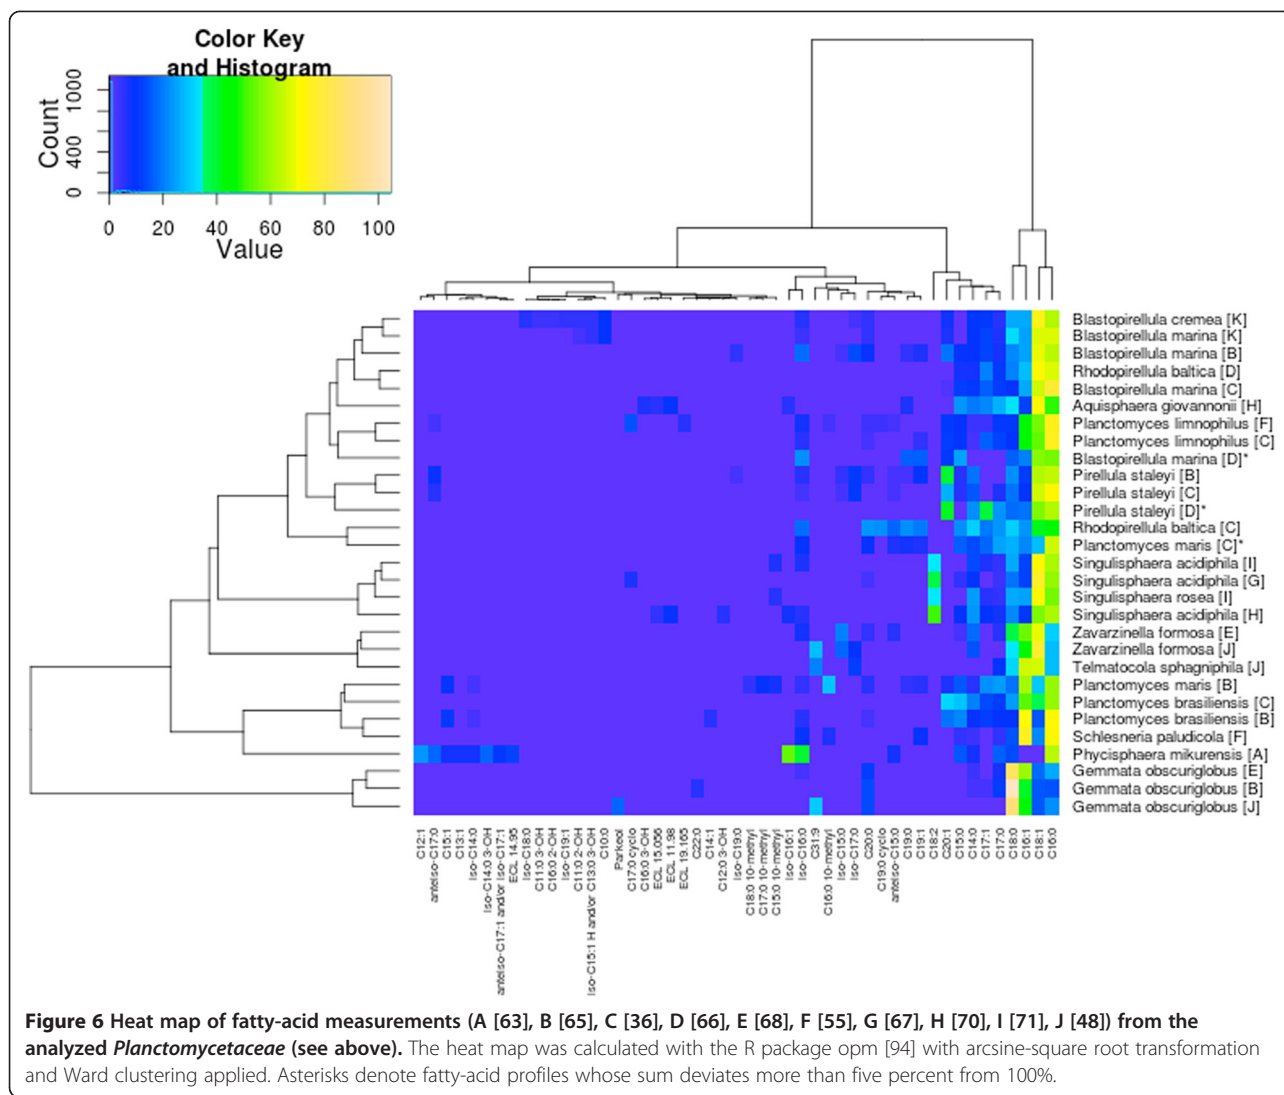 Color Key
and Histogram
Count
0 400 1000
0 20 40 60 80 100
Value
Blastopirellula cremea [K]
Blastopirellula marina [K]
Blastopirellula marina [B]
Rhodopirellula baltica [D]
Blastopirellula marina [C]
Aquisphaera giovannonii [H]
Planctomyces limnophilus [F]
Planctomyces limnophilus [C]
Blastopirellula marina [D]*
Pirellula staleyi [B]
Pirellula staleyi [C]
Pirellula staleyi [D]*
Rhodopirellula baltica [C]
Planctomyces maris [C]*
Singulisphaera acidiphila [I]
Singulisphaera acidiphila [G]
Singulisphaera rosea [I]
Singulisphaera acidiphila [H]
Zavarzinella formosa [E]
Zavarzinella formosa [J]
Telmatocola sphagniphila [J]
Planctomyces maris [B]
Planctomyces brasiliensis [C]
Planctomyces brasiliensis [B]
Schlesneria paludicola [F]
Phycisphaera mikurensis [A]
Gemmata obscuriglobus [E]
Gemmata obscuriglobus [B]
Gemmata obscuriglobus [J]
C12:1
anteiso-C17:0
C15:1
C13:1
iso-C14:0
iso-C14:0 3-OH
anteiso-C17:1 and/or iso-C17:1
ECL 14.95
iso-C18:0
C11:0 3-OH
C16:0 2-OH
iso-C19:1
C11:0 2-OH
iso-C15:1 H and/or C13:0 3-OH
C10:0
Parkeol
C17:0 cyclo
C16:0 3-OH
ECL 15.056
ECL 11.98
ECL 19.165
C22:0
C14:1
C12:0 3-OH
iso-C19:0
C18:0 10-methyl
C17:0 10-methyl
C15:0 10-methyl
iso-C16:1
iso-C16:0
C31:9
C16:0 10-methyl
iso-C15:0
iso-C17:0
C20:0
C19:0 cyclo
anteiso-C15:0
C19:0
C19:1
C18:2
C20:1
C15:0
C14:0
C17:1
C17:0
C18:0
C16:1
C18:1
C16:0
Figure 6 Heat map of fatty-acid measurements (A [63], B [65], C [36], D [66], E [68], F [55], G [67], H [70], I [71], J [48]) from the
analyzed Planctomycetaceae (see above). The heat map was calculated with the R package opm [94] with arcsine-square root transformation
and Ward clustering applied. Asterisks denote fatty-acid profiles whose sum deviates more than five percent from 100%.